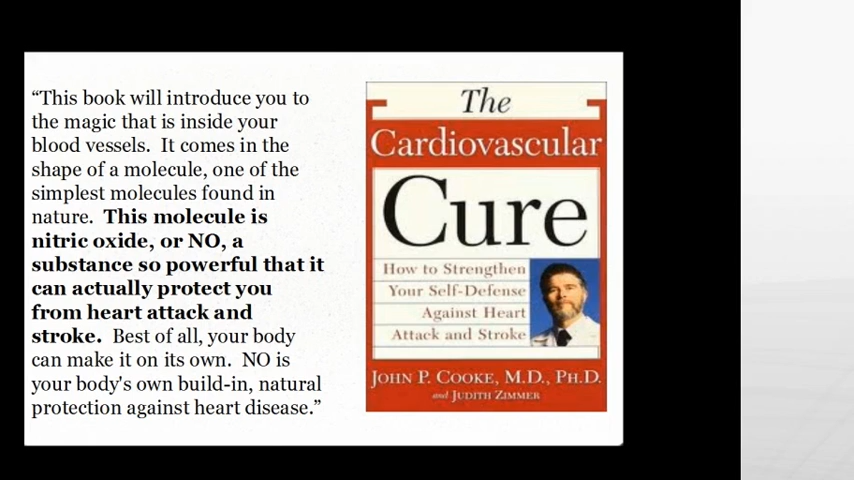 “This book will introduce you to
the magic that is inside your
blood vessels.  It comes in the
shape of a molecule, one of the
simplest molecules found in
nature.  This molecule is
nitric oxide, or NO, a
substance so powerful that it
can actually protect you
from heart attack and
stroke.  Best of all, your body
can make it on its own.  NO is
your body's own build-in, natural
protection against heart disease.”
The
Cardiovascular
Cure
How to Strengthen
Your Self-Defense
Against Heart
Attack and Stroke
John P. Cooke, M.D., Ph.D.
and Judith Zimmer